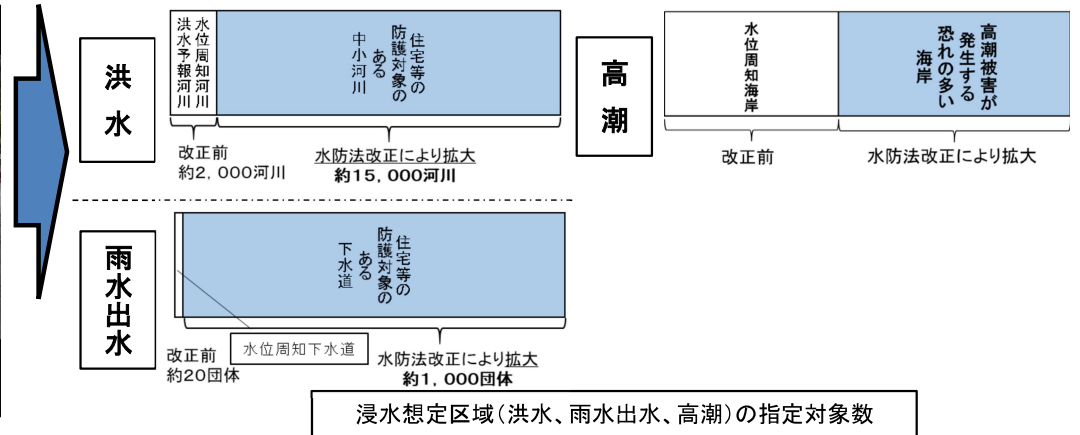 洪水
洪水予報河川
水位周知河川
住宅等の
防護対象の
ある
中小河川
改正前
約2,000河川
水防法改正により拡大
約15,000河川
高潮
水位周知海岸
高潮被害が
発生する
恐れの多い
海岸
改正前
水防法改正により拡大
雨水出水
住宅等の
防護対象の
ある
下水道
改正前
約20団体
水位周知下水道
水防法改正により拡大
約1,000団体
浸水想定区域(洪水、雨水出水、高潮)の指定対象数